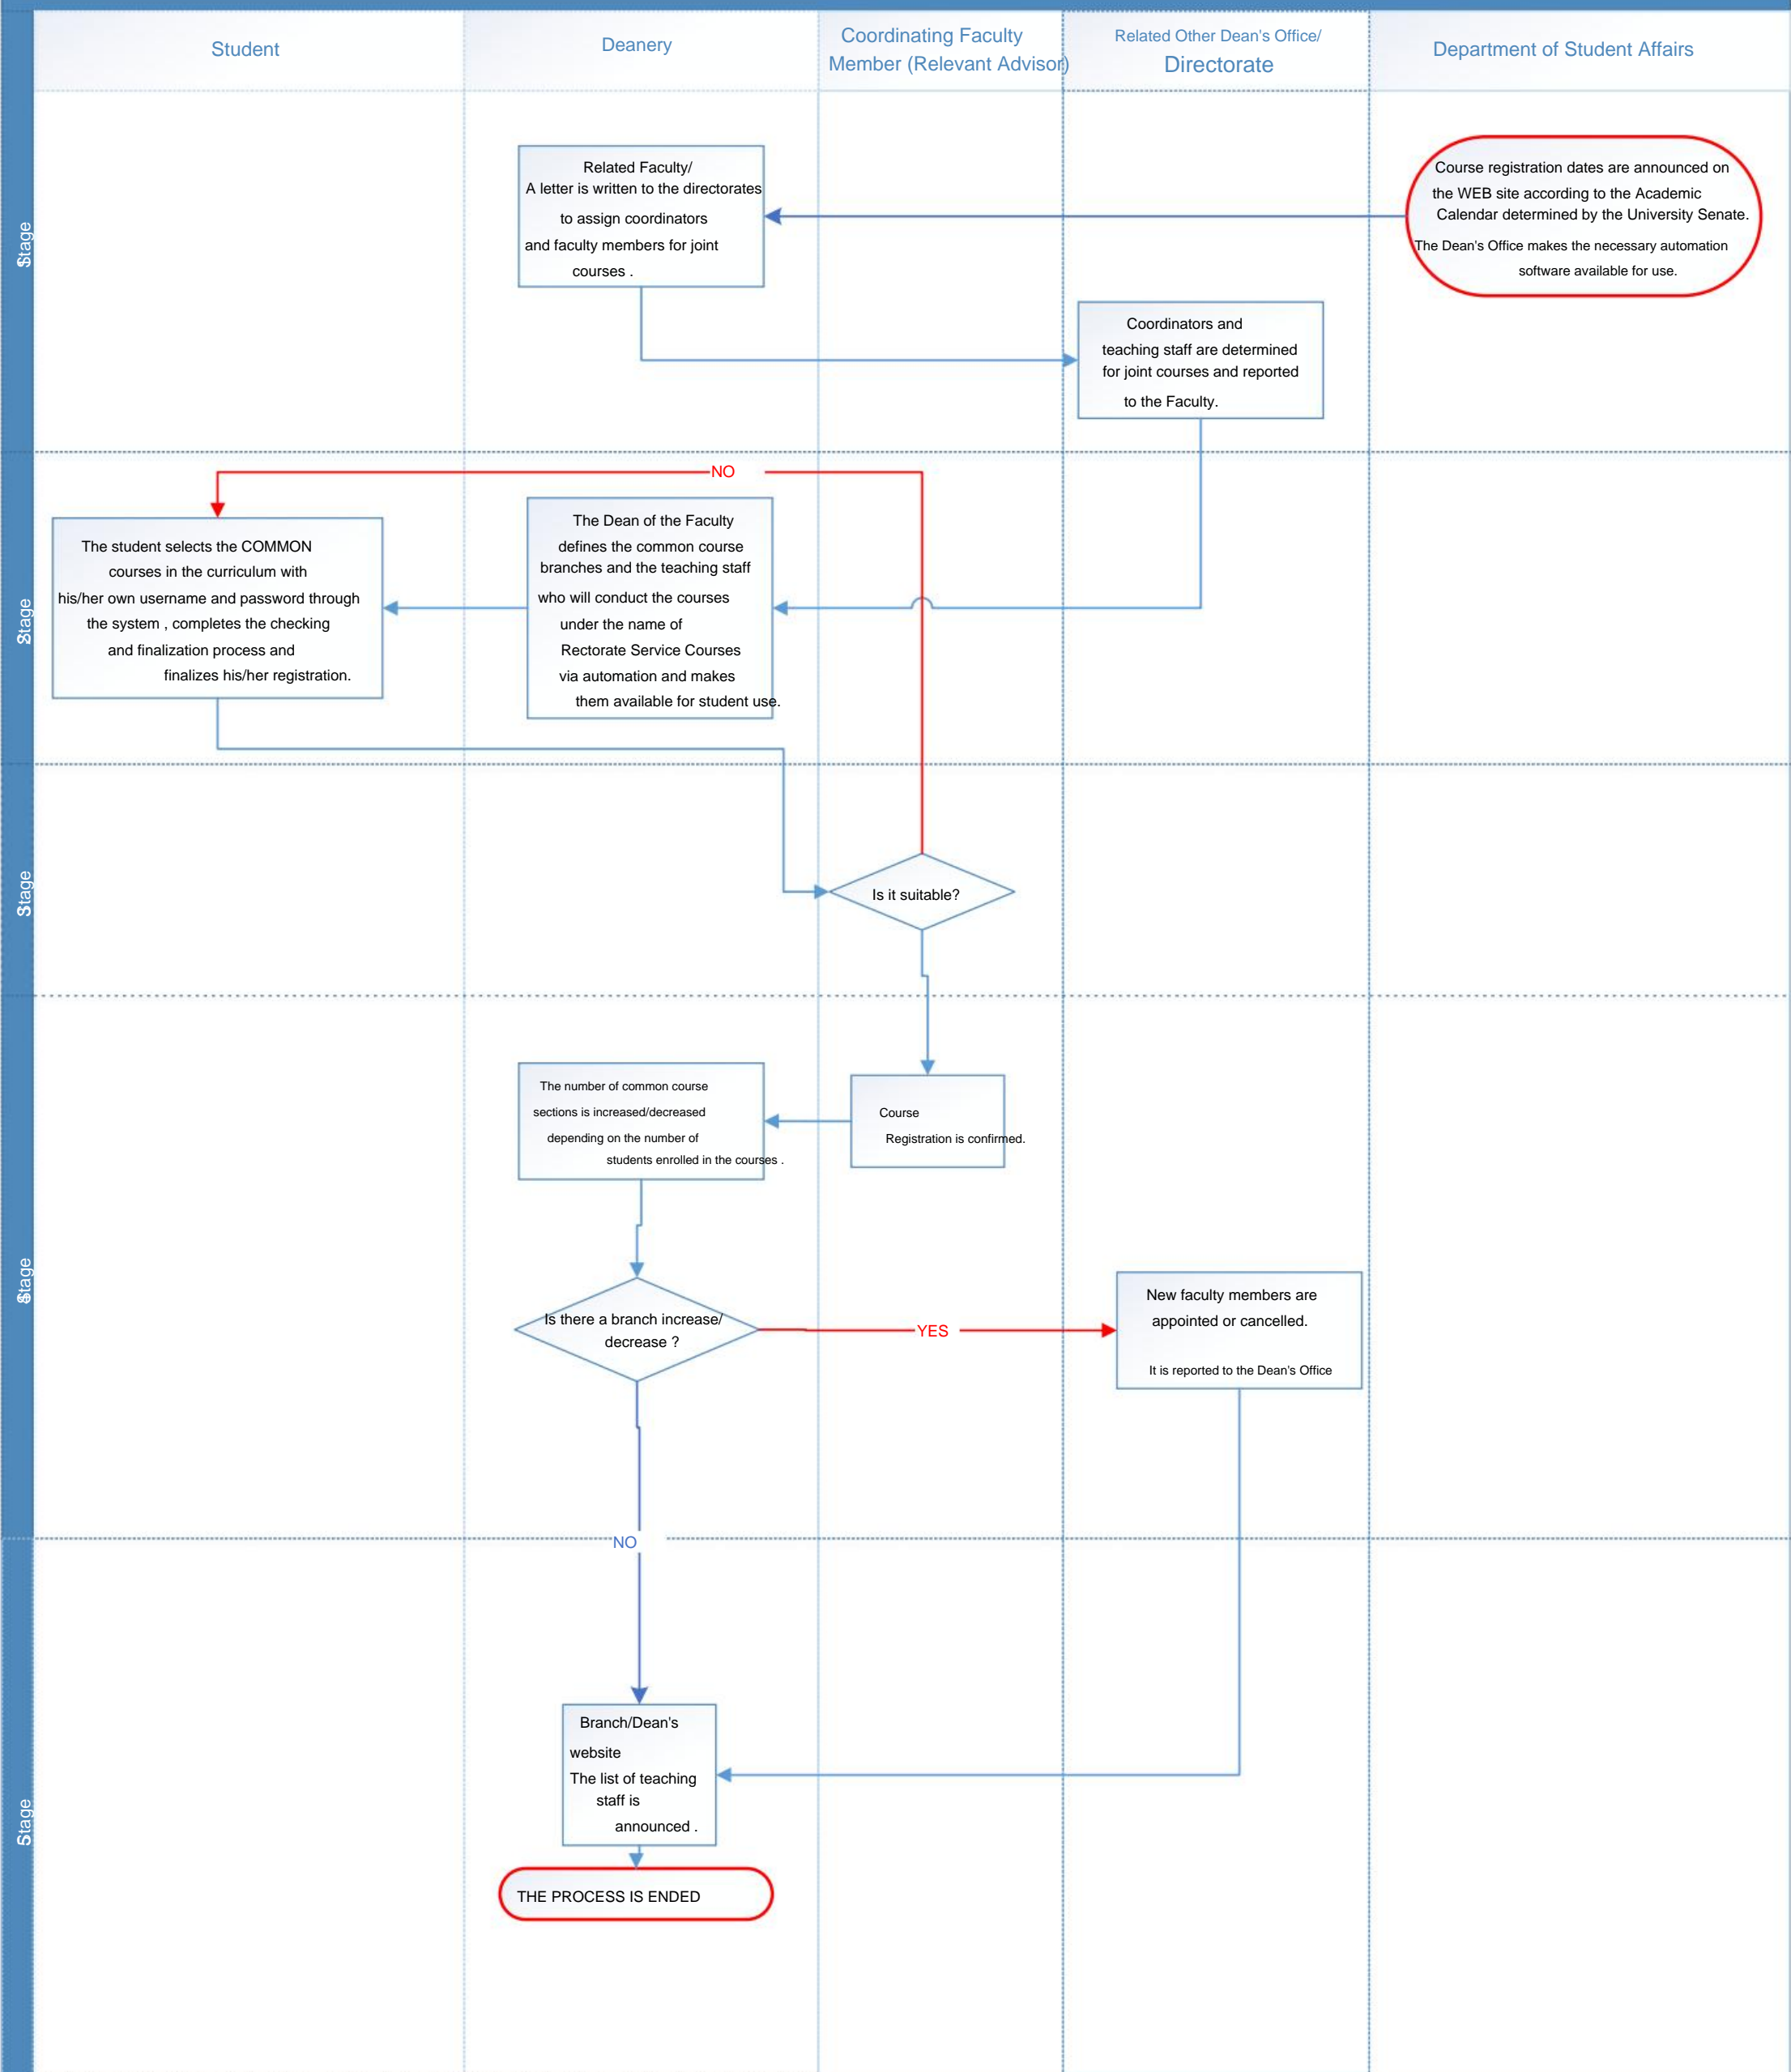 Student
Deanery
Coordinating Faculty
Member (Relevant Advisor)
Related Other Dean's Office/
Directorate
Department of Student Affairs
Stage
Related Faculty/
A letter is written to the directorates
to assign coordinators
and faculty members for joint
courses .
Course registration dates are announced on
the WEB site according to the Academic
Calendar determined by the University Senate.
The Dean's Office makes the necessary automation
software available for use.
Coordinators and
teaching staff are determined
for joint courses and reported
to the Faculty.
Stage
NO
The student selects the COMMON
courses in the curriculum with
his/her own username and password through
the system , completes the checking
and finalization process and
finalizes his/her registration.
The Dean of the Faculty
defines the common course
branches and the teaching staff
who will conduct the courses
under the name of
Rectorate Service Courses
via automation and makes
them available for student use.
Stage
Is it suitable?
Stage
The number of common course
sections is increased/decreased
depending on the number of
students enrolled in the courses .
Course
Registration is confirmed.
Is there a branch increase/
decrease ?
YES
New faculty members are
appointed or cancelled.
It is reported to the Dean's Office
NO
Stage
Branch/Dean's
website
The list of teaching
staff is
announced .
THE PROCESS IS ENDED